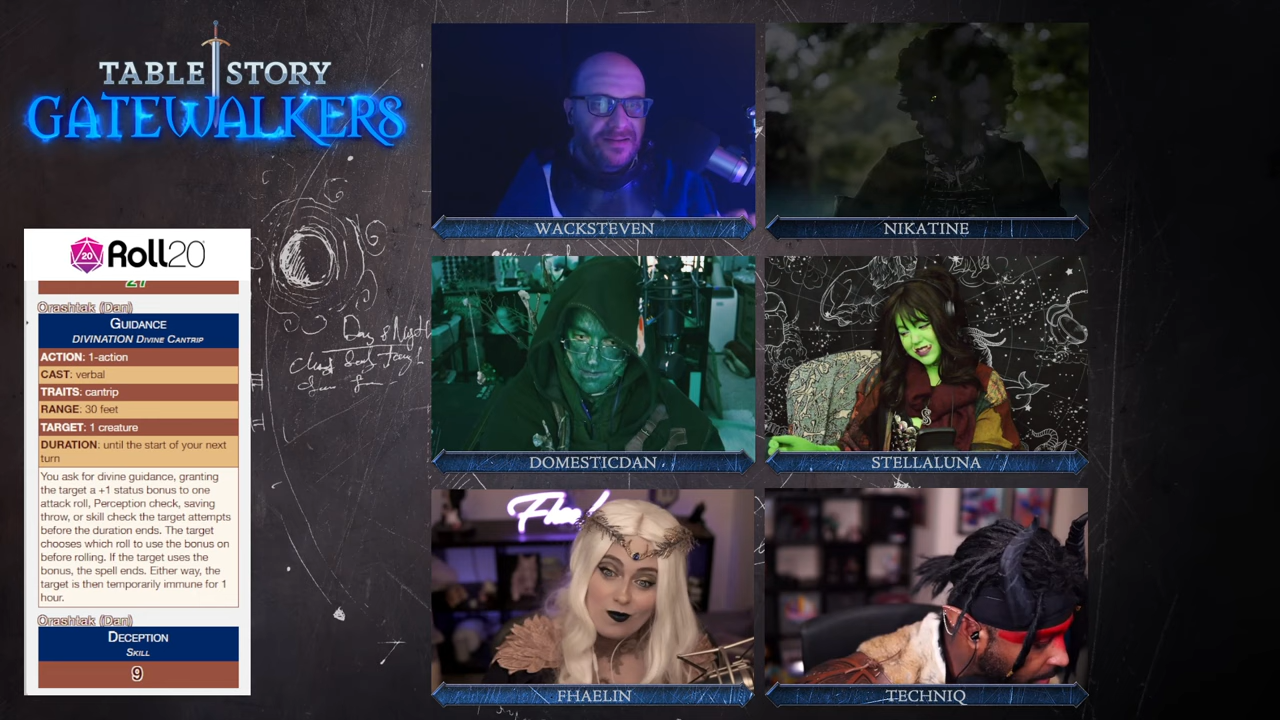 TABLE STORY
GATEWALKERS
WACKSTEVEN
NIKATINE
Roll20
20
27
Orashtak (Dan)
GUIDANCE
DIVINATION DIVINE CANTRIP
ACTION: 1-action
CAST: verbal
TRAITS: cantrip
RANGE: 30 feet
TARGET: 1 creature
DURATION: until the start of your next
turn
You ask for divine guidance, granting
the target a +1 status bonus to one
attack roll, Perception check, saving
throw, or skill check the target attempts
before the duration ends. The target
chooses which roll to use the bonus on
before rolling. If the target uses the
bonus, the spell ends. Either way, the
target is then temporarily immune for 1
hour.
Orashtak (Dan)
DECEPTION
SKILL
9
Day & Night
DOMESTICDAN
STELLALUNA
FHAELIN
TECHNIQ